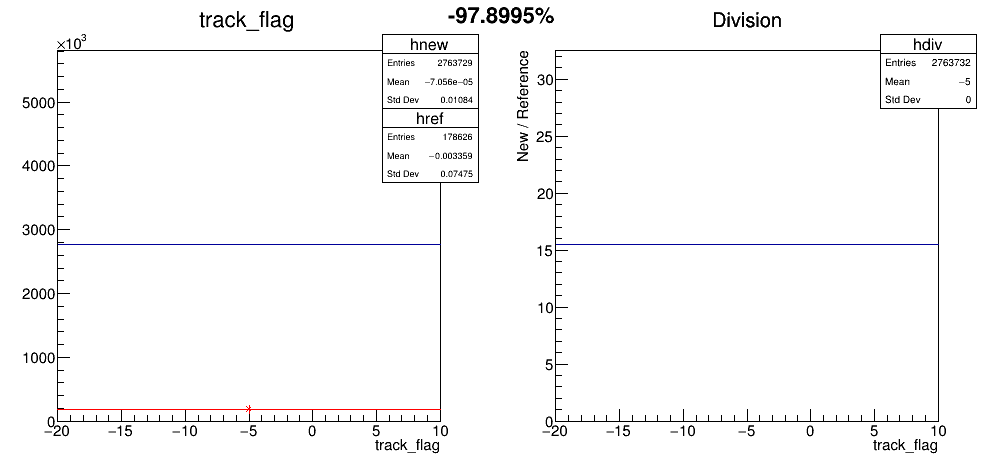 -97.8995%
track_flag
×10³
hnew
Entries 2763729
Mean −7.056e−05
Std Dev 0.01084
href
Entries 178626
Mean −0.003359
Std Dev 0.07475
5000
4000
3000
2000
1000
0
−20 −15 −10 −5 0 5 10
track_flag
Division
hdiv
Entries 2763732
Mean −5
Std Dev 0
New / Reference
30
25
20
15
10
5
0
−20 −15 −10 −5 0 5 10
track_flag